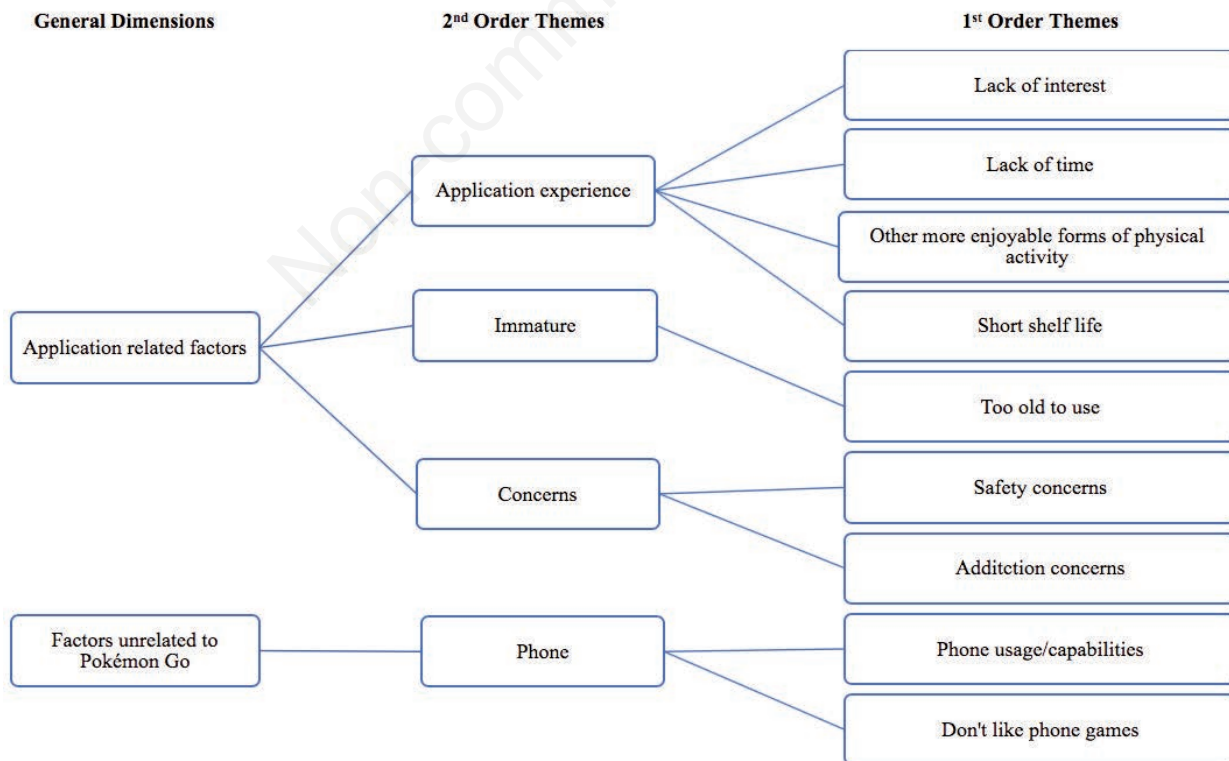 General Dimensions
2nd Order Themes
1st Order Themes
Lack of interest
Lack of time
Application experience
Other more enjoyable forms of physical
activity
Short shelf life
Immature
Application related factors
Too old to use
Concerns
Safety concerns
Additction concerns
Factors unrelated to
Pokémon Go
Phone
Phone usage/capabilities
Don't like phone games
Non-comm